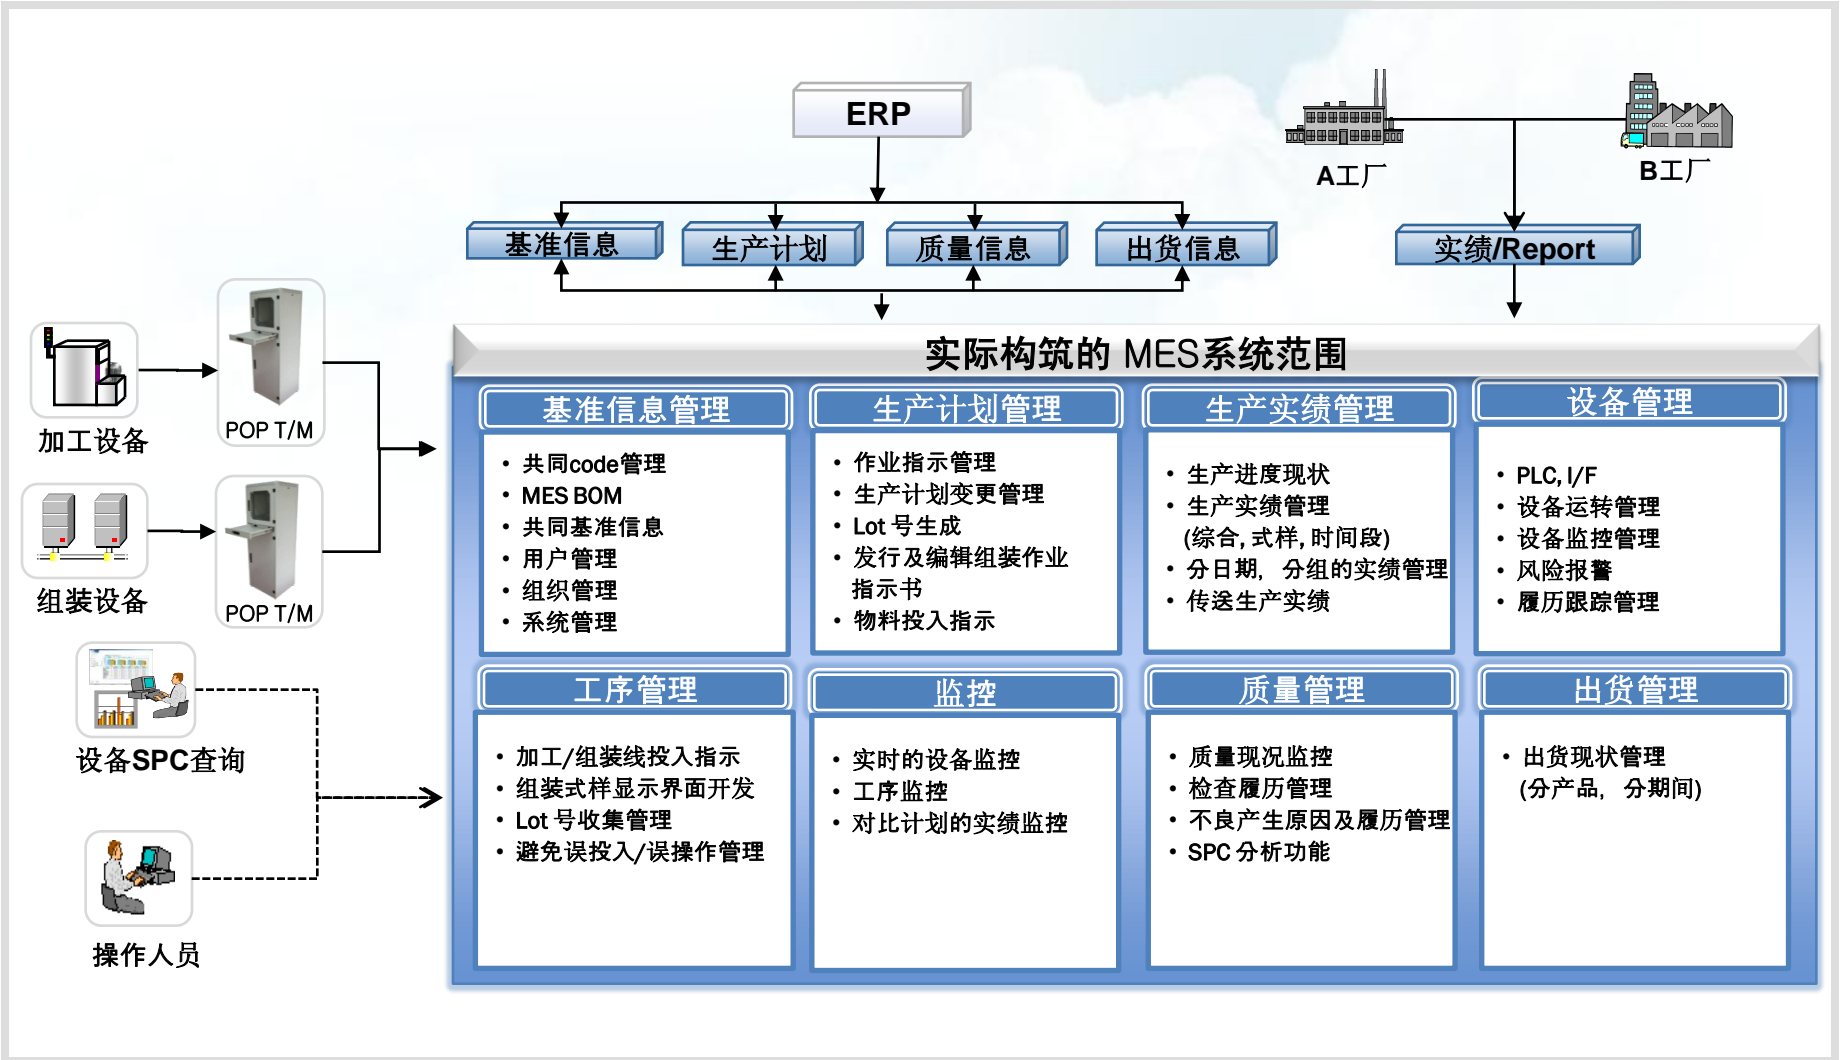 ERP
A工厂
B工厂
基准信息
生产计划
质量信息
出货信息
实绩/Report
POP T/M
加工设备
POP T/M
组装设备
设备SPC查询
操作人员
实际构筑的 MES系统范围
基准信息管理
• 共同code管理
• MES BOM
• 共同基准信息
• 用户管理
• 组织管理
• 系统管理
生产计划管理
• 作业指示管理
• 生产计划变更管理
• Lot 号生成
• 发行及编辑组装作业
指示书
• 物料投入指示
生产实绩管理
• 生产进度现状
• 生产实绩管理
(综合, 式样, 时间段)
• 分日期, 分组的实绩管理
• 传送生产实绩
设备管理
• PLC, I/F
• 设备运转管理
• 设备监控管理
• 风险报警
• 履历跟踪管理
工序管理
• 加工/组装线投入指示
• 组装式样显示界面开发
• Lot 号收集管理
• 避免误投入/误操作管理
监控
• 实时的设备监控
• 工序监控
• 对比计划的实绩监控
质量管理
• 质量现况监控
• 检查履历管理
• 不良产生原因及履历管理
• SPC 分析功能
出货管理
• 出货现状管理
(分产品, 分期间)